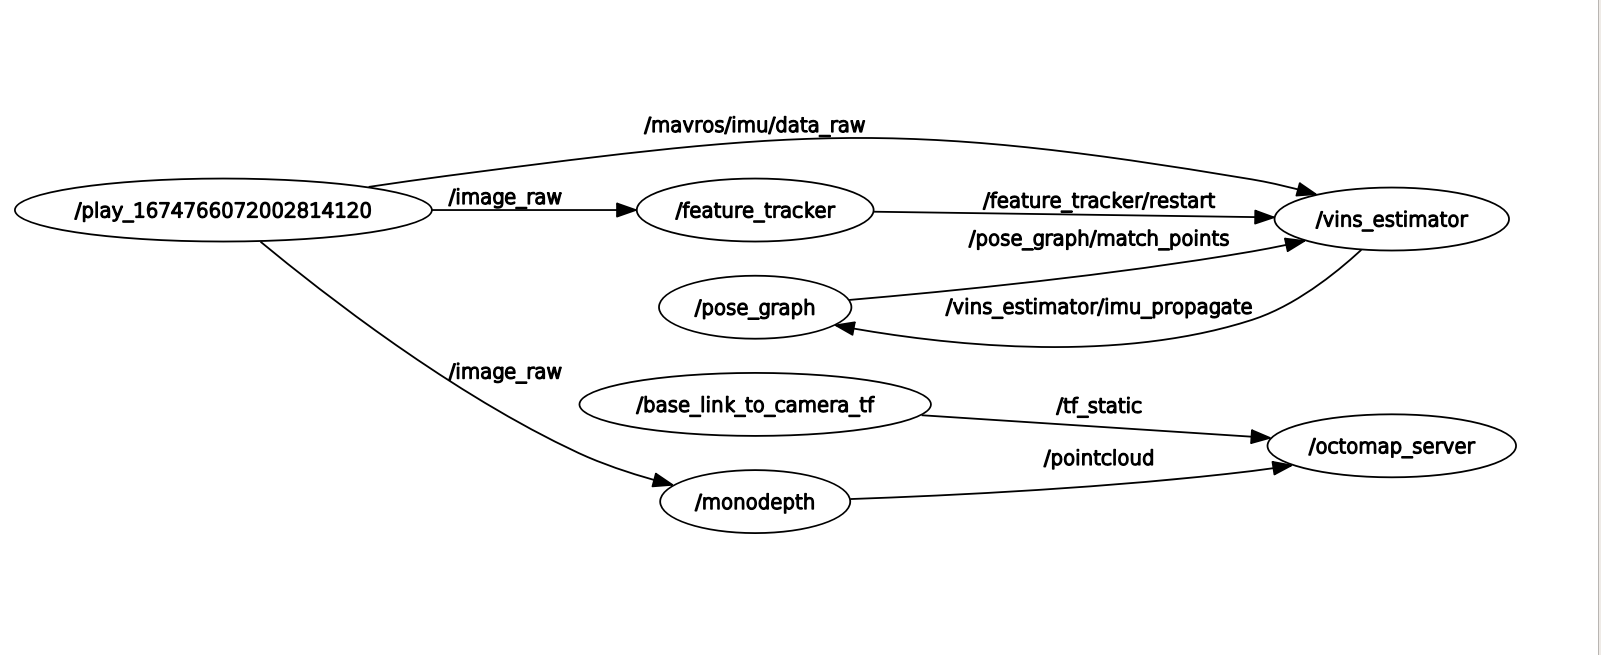 /mavros/imu/data_raw
/play_1674766072002814120
/image_raw
/feature_tracker
/feature_tracker/restart
/vins_estimator
/pose_graph/match_points
/pose_graph
/vins_estimator/imu_propagate
/image_raw
/base_link_to_camera_tf
/tf_static
/octomap_server
/pointcloud
/monodepth